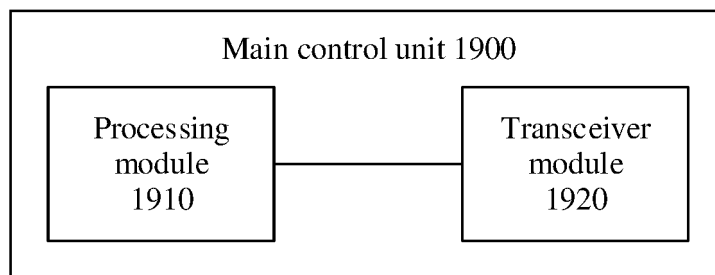 Main control unit 1900
Processing
module
1910
Transceiver
module
1920